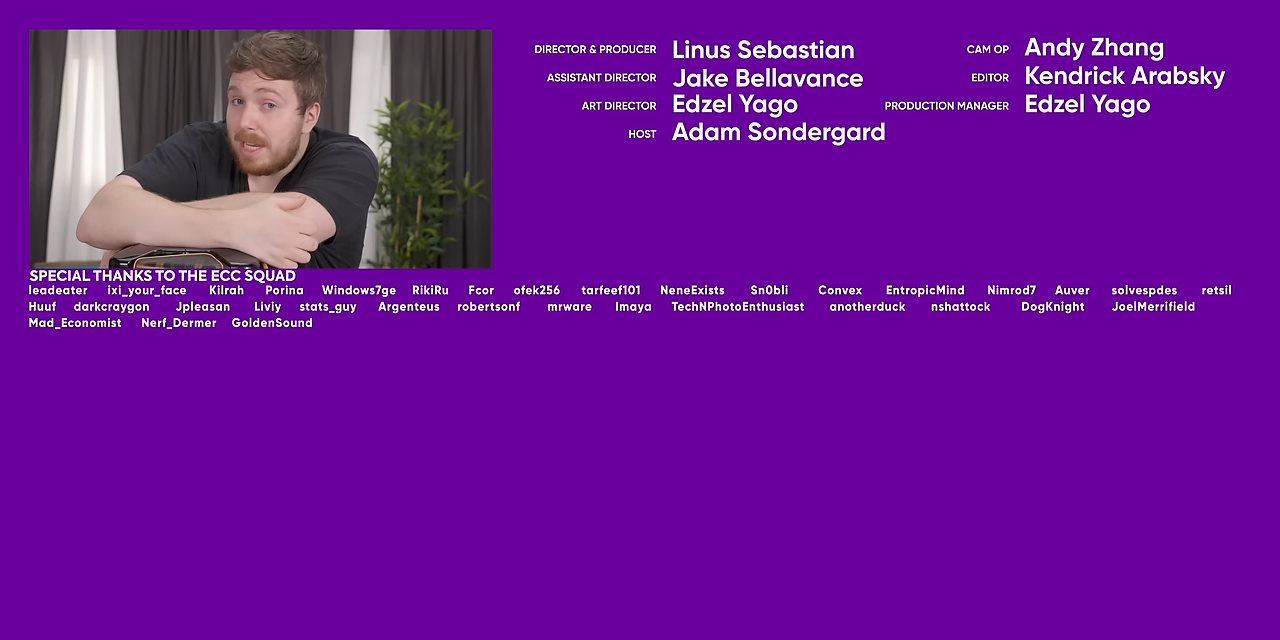 DIRECTOR & PRODUCER Linus Sebastian
ASSISTANT DIRECTOR Jake Bellavance
ART DIRECTOR Edzel Yago
HOST Adam Sondergard
CAM OP Andy Zhang
EDITOR Kendrick Arabsky
PRODUCTION MANAGER Edzel Yago
SPECIAL THANKS TO THE ECC SQUAD
leadeater ixi_your_face Kilrah Porina Windows7ge RikiRu Fcor ofek256 tarfeef101 NeneExists Sn0bli Convex EntropicMind Nimrod7 Auver solvespdes retsil
Huuf darkcraygon Jpleasan Liviy stats_guy Argenteus robertsonf mrware Imaya TechNPhotoEnthusiast anotherduck nshattock DogKnight JoelMerrifield
Mad_Economist Nerf_Dermer GoldenSound